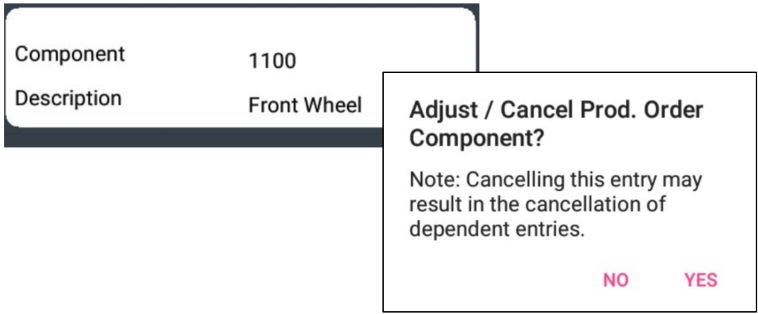 Component 1100
Description Front Wheel
Adjust / Cancel Prod. Order
Component?
Note: Cancelling this entry may
result in the cancellation of
dependent entries.
NO YES